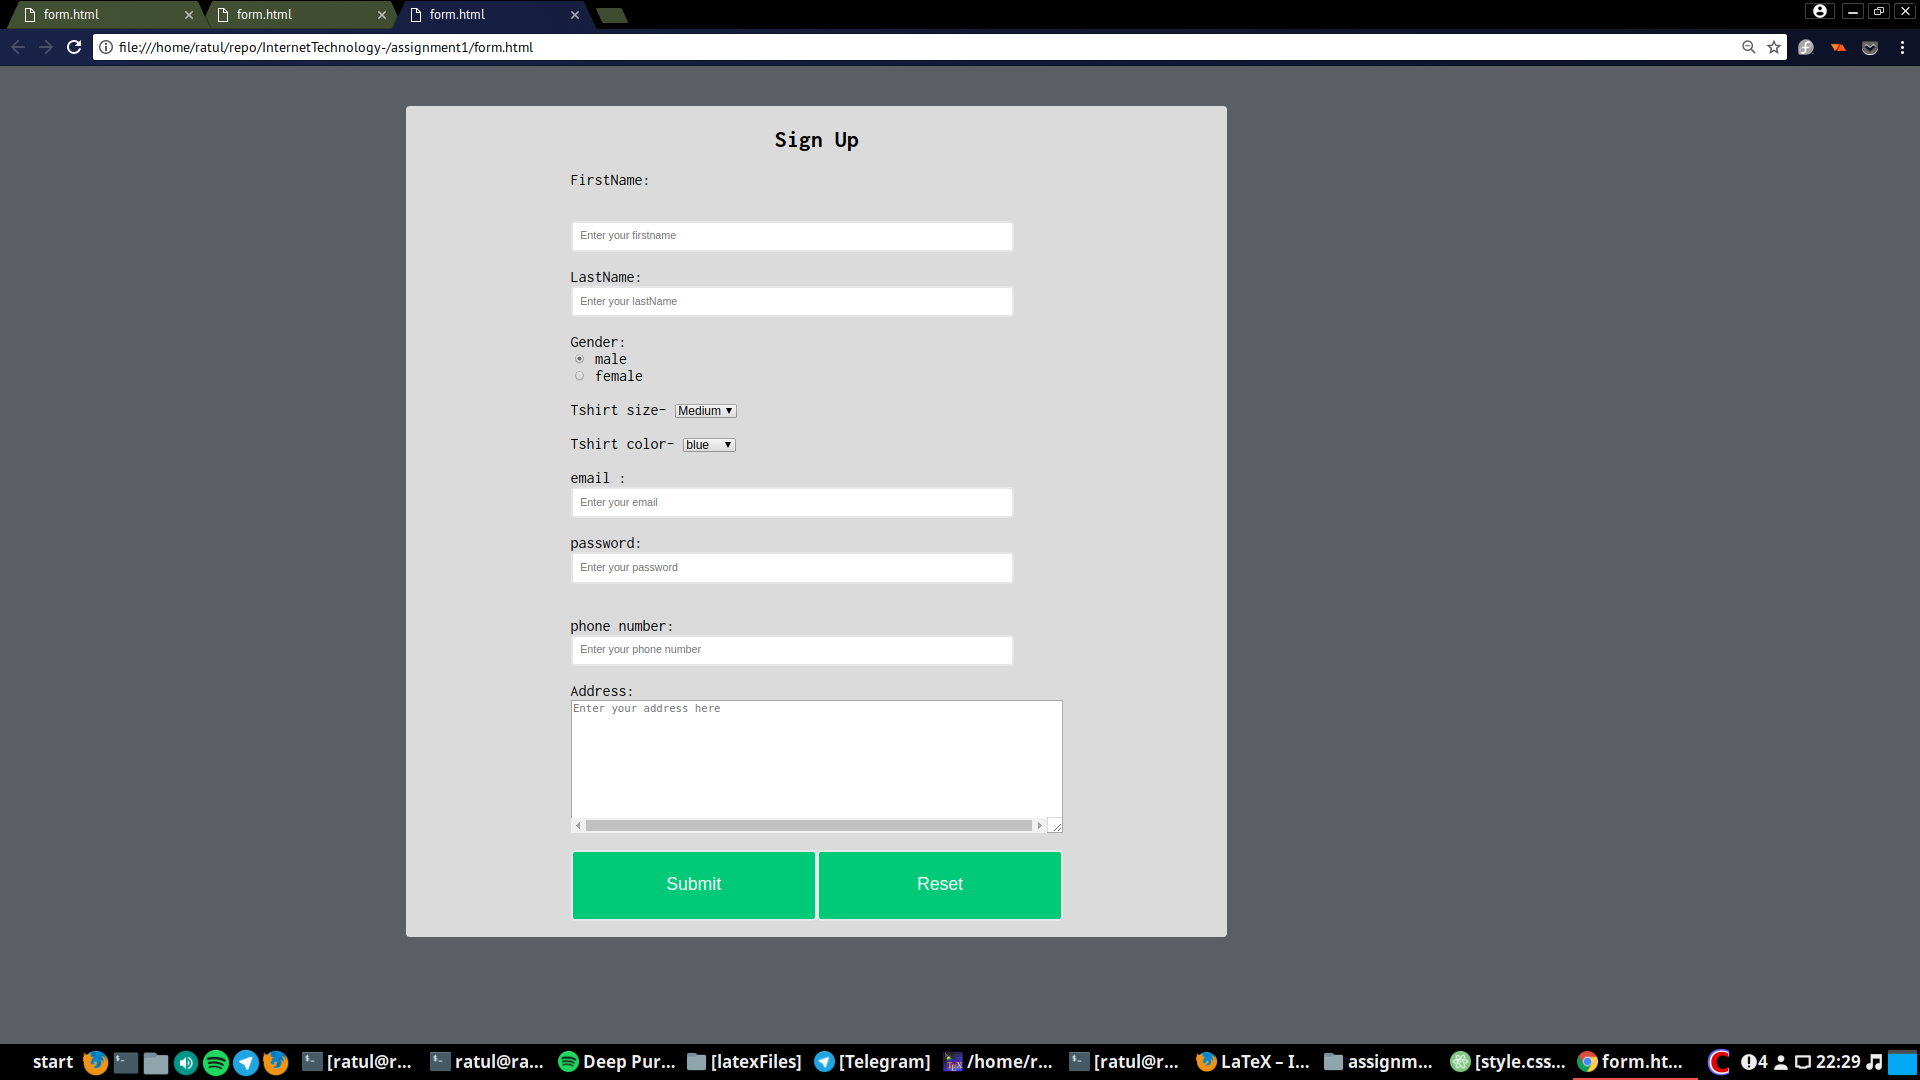 form.html form.html form.html
file:///home/ratul/repo/InternetTechnology-/assignment1/form.html
Sign Up
FirstName:
Enter your firstname
LastName:
Enter your lastName
Gender:
male
female
Tshirt size- Medium
Tshirt color- blue
email :
Enter your email
password:
Enter your password
phone number:
Enter your phone number
Address:
Enter your address here
Submit Reset
start [ratul@r... ratul@ra... Deep Pur... [latexFiles] [Telegram] /home/r... [ratul@r... LaTeX – I... assignm... [style.css... form.ht... 4 22:29